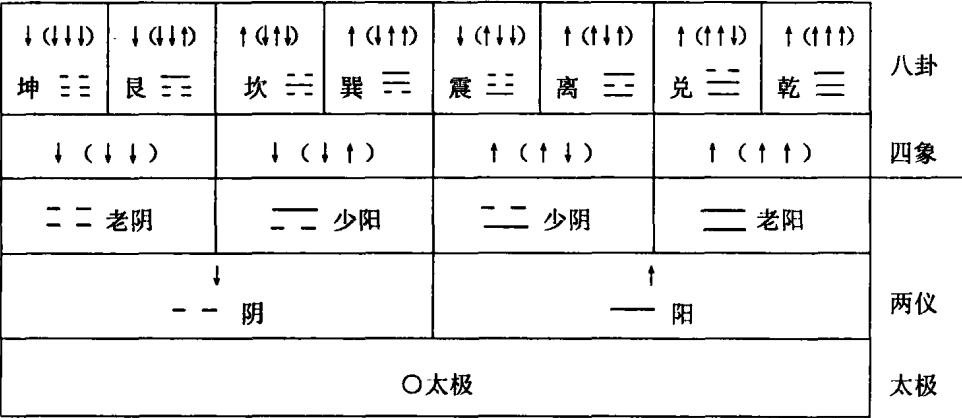 ↓(↓↓↓) ↓(↓↓↑) ↑(↓↑↓) ↑(↓↑↑) ↓(↑↓↓) ↑(↑↓↑) ↑(↑↑↓) ↑(↑↑↑)
坤 ☷ 艮 ☶ 坎 ☵ 巽 ☴ 震 ☳ 离 ☲ 兑 ☱ 乾 ☰ 八卦
↓(↓↓) ↓(↓↑) ↑(↑↓) ↑(↑↑) 四象
⚏ 老阴 ⚎ 少阳 ⚍ 少阴 ⚌ 老阳
↓ ↑
⚋ 阴 ⚊ 阳 两仪
○太极 太极